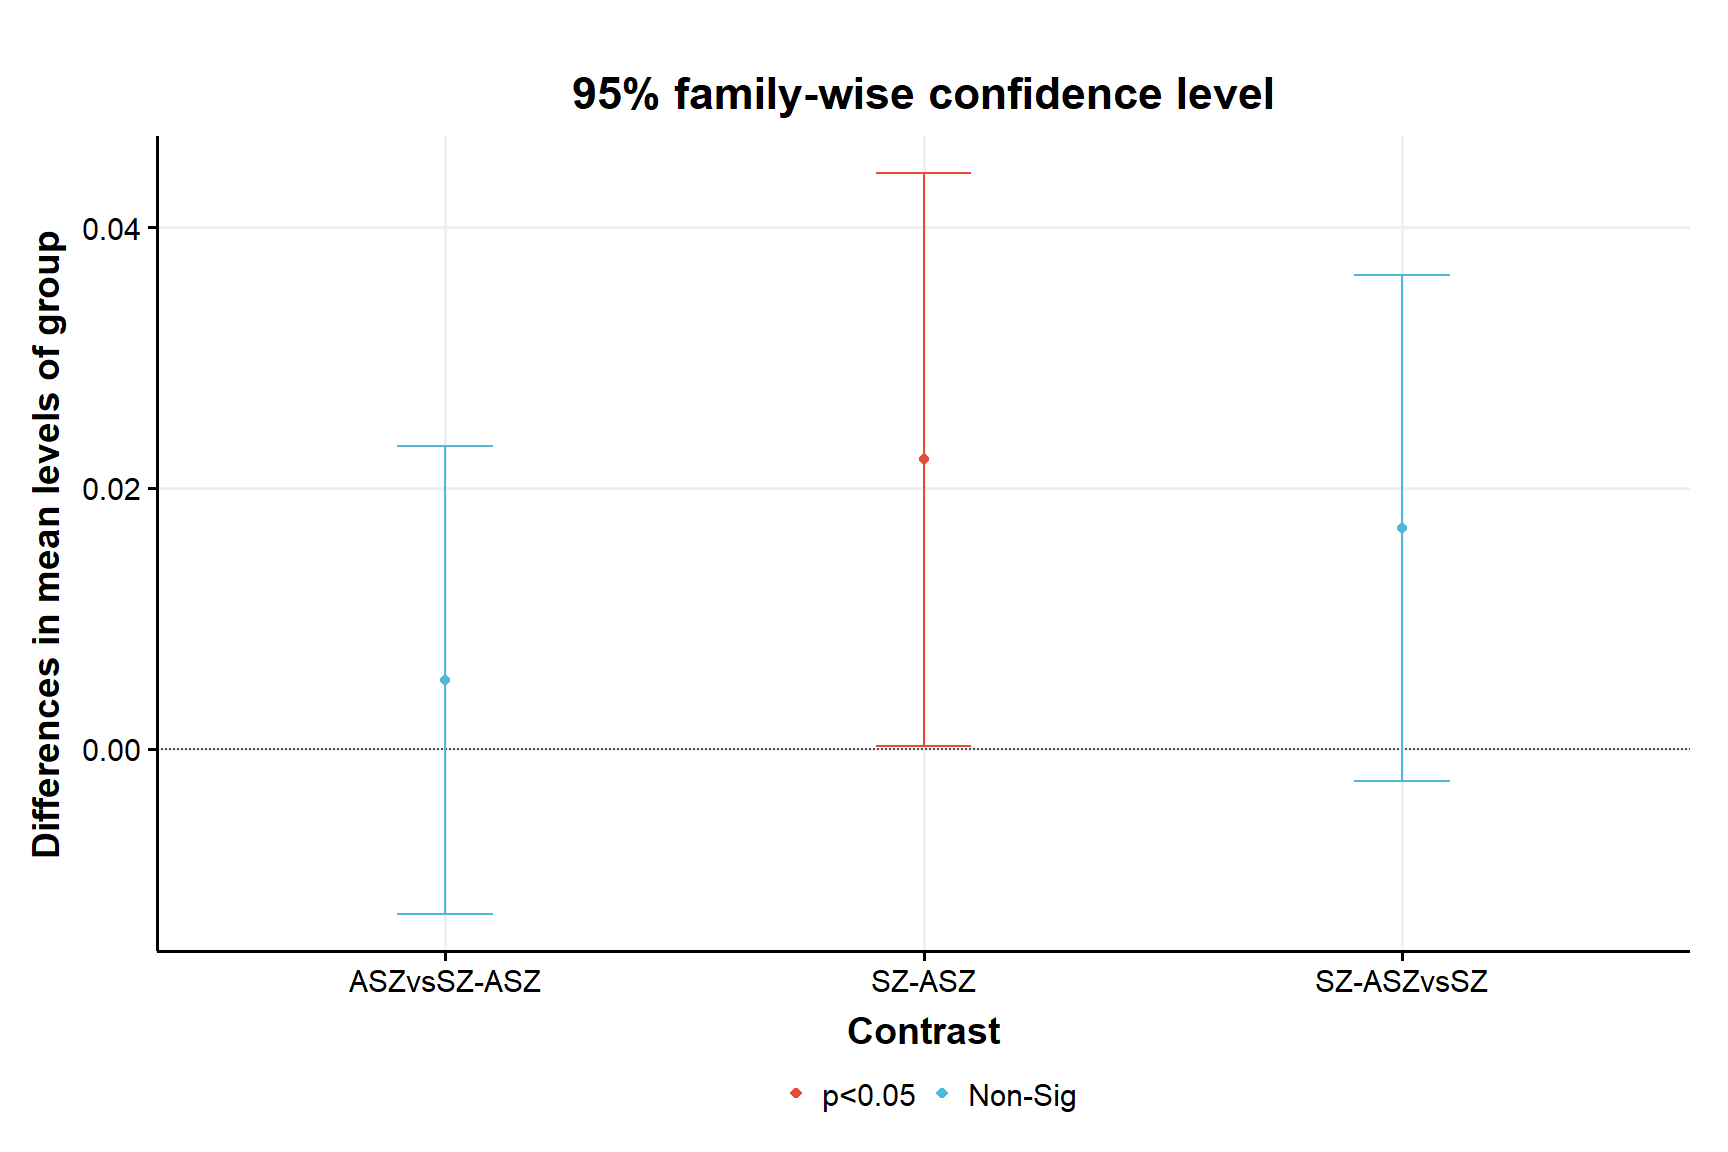 95% family-wise confidence level
Differences in mean levels of group
0.04
0.02
0.00
ASZvsSZ-ASZ
SZ-ASZ
SZ-ASZvsSZ
Contrast
p<0.05
Non-Sig